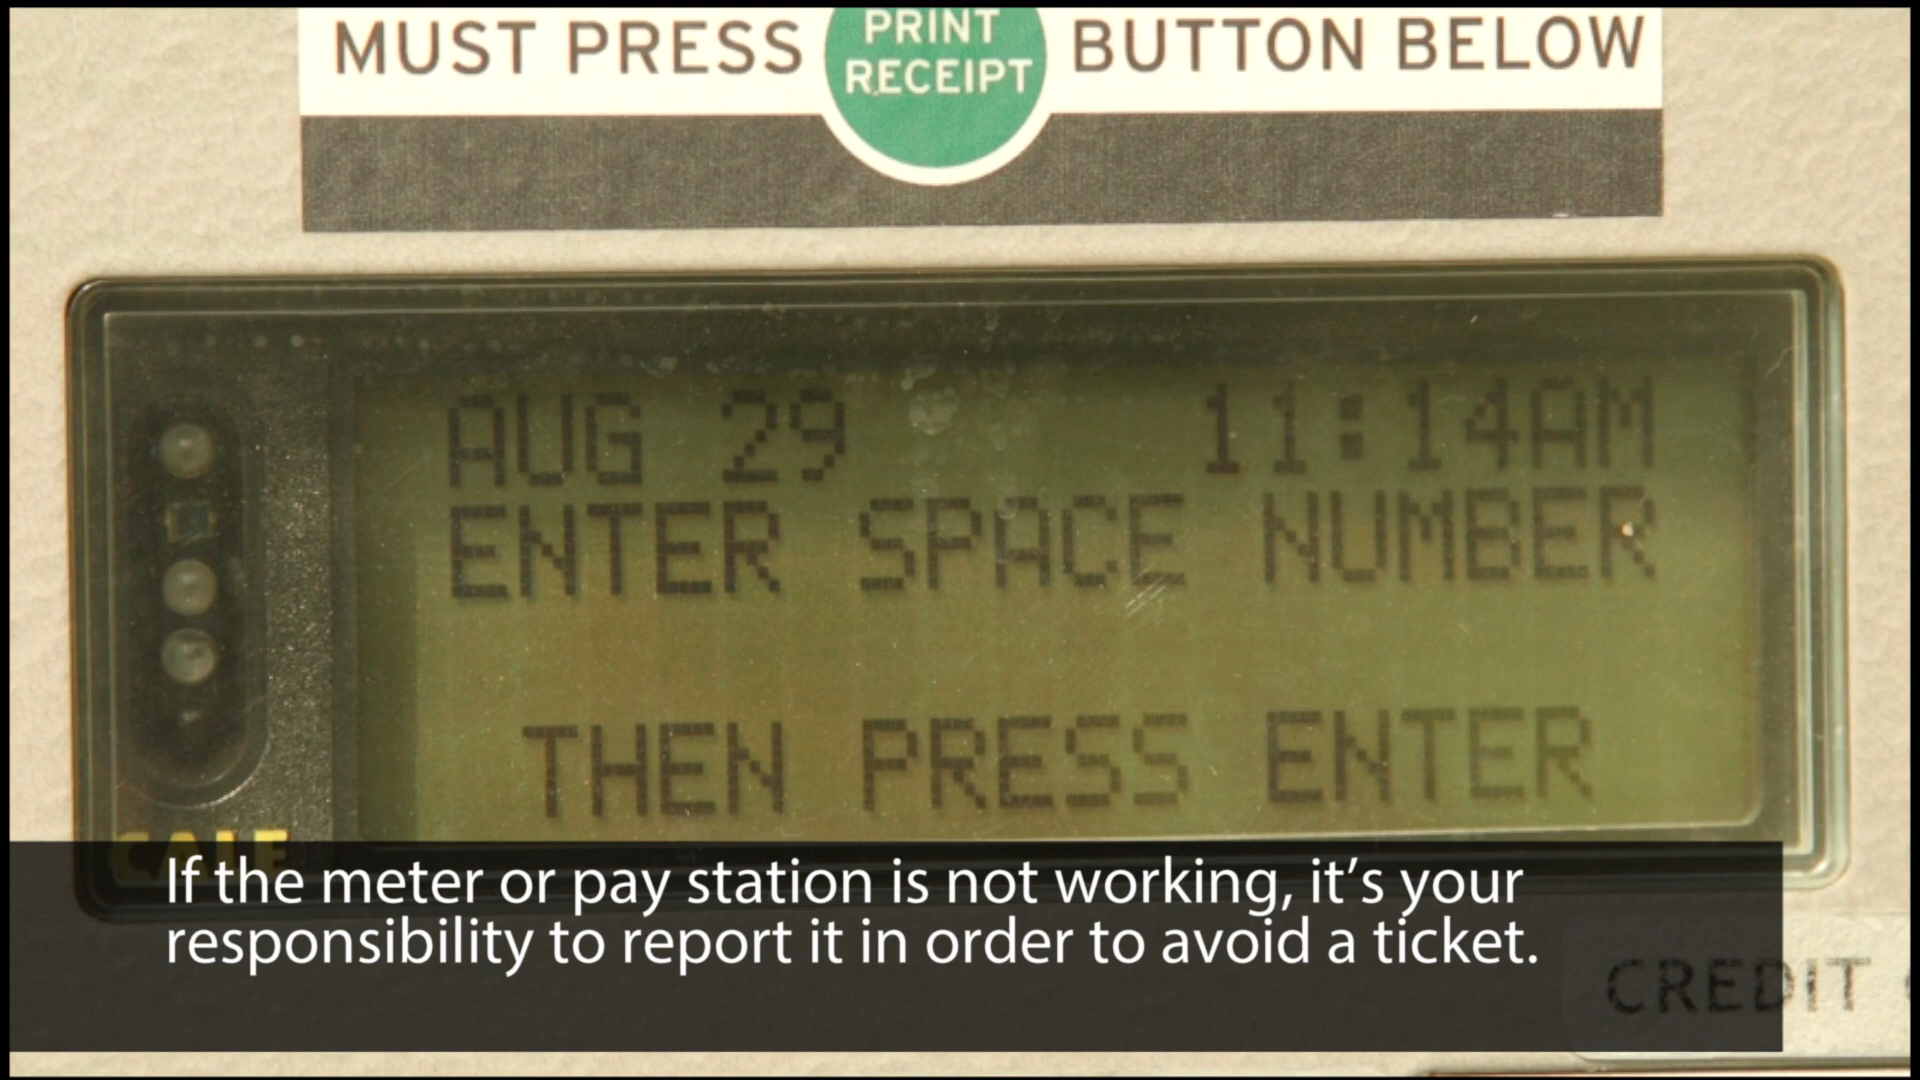 MUST PRESS PRINT RECEIPT BUTTON BELOW
AUG 29 11:14AM
ENTER SPACE NUMBER
THEN PRESS ENTER
CALE
If the meter or pay station is not working, it’s your
responsibility to report it in order to avoid a ticket.
CREDIT